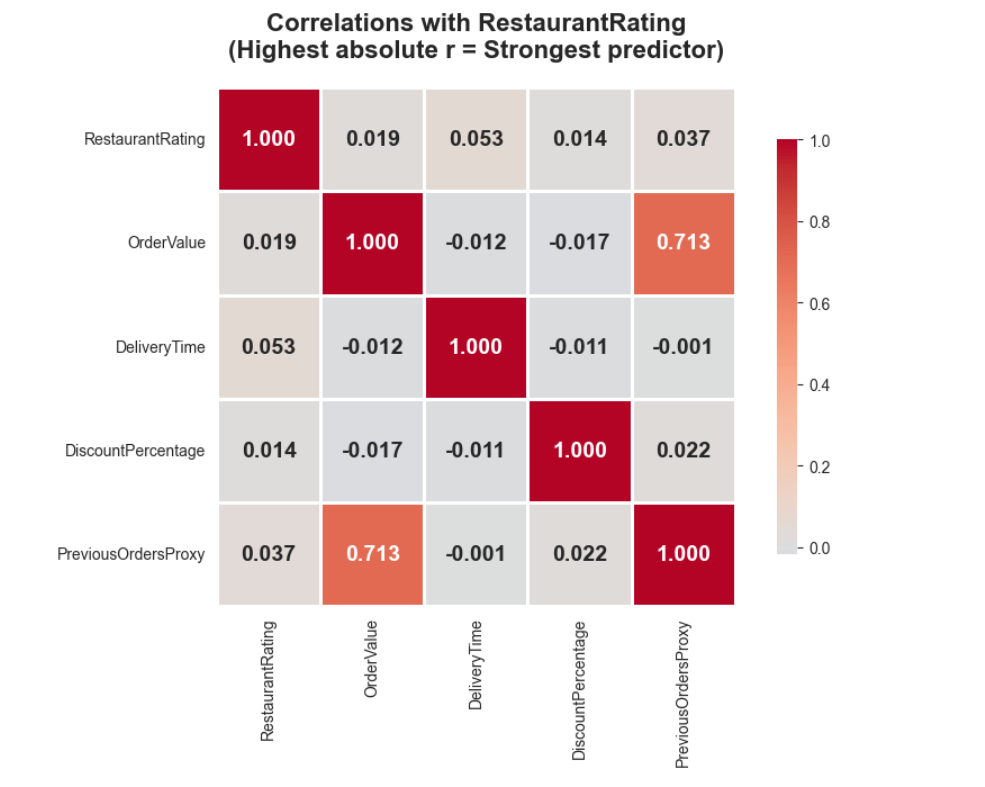 Correlations with RestaurantRating
(Highest absolute r = Strongest predictor)
RestaurantRating 1.000 0.019 0.053 0.014 0.037
OrderValue 0.019 1.000 -0.012 -0.017 0.713
DeliveryTime 0.053 -0.012 1.000 -0.011 -0.001
DiscountPercentage 0.014 -0.017 -0.011 1.000 0.022
PreviousOrdersProxy 0.037 0.713 -0.001 0.022 1.000
RestaurantRating
OrderValue
DeliveryTime
DiscountPercentage
PreviousOrdersProxy
1.0
0.8
0.6
0.4
0.2
0.0